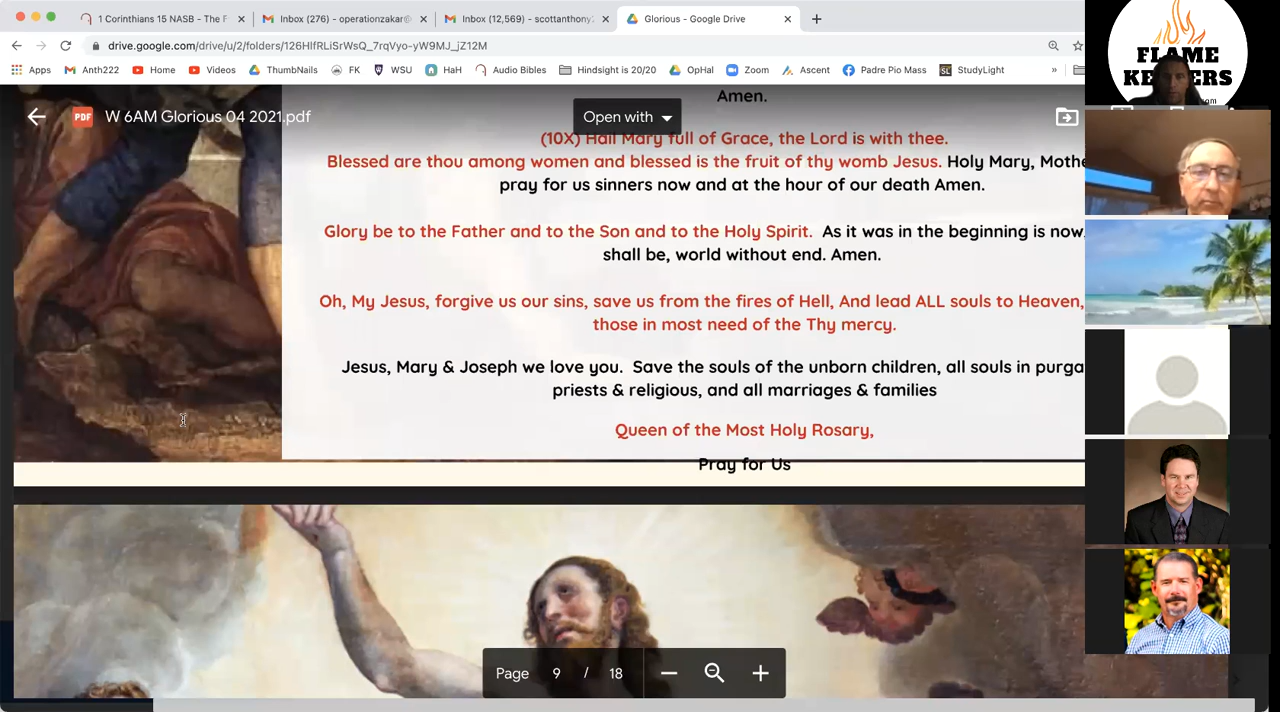 1 Corinthians 15 NASB - The F
Inbox (276) - operationzakar@
Inbox (12,569) - scottanthony
Glorious - Google Drive
drive.google.com/drive/u/2/folders/126HIfRLiSrWsQ_7rqVyo-yW9MJ_jZ12M
Apps
Anth222
Home
Videos
ThumbNails
FK
WSU
HaH
Audio Bibles
Hindsight is 20/20
OpHal
Zoom
Ascent
Padre Pio Mass
StudyLight
FLAME
W 6AM Glorious 04 2021.pdf
Open with
Amen.
(10X) Hail Mary full of Grace, the Lord is with thee.
Blessed are thou among women and blessed is the fruit of thy womb Jesus. Holy Mary, Mothe
pray for us sinners now and at the hour of our death Amen.
Glory be to the Father and to the Son and to the Holy Spirit. As it was in the beginning is now
shall be, world without end. Amen.
Oh, My Jesus, forgive us our sins, save us from the fires of Hell, And lead ALL souls to Heaven,
those in most need of the Thy mercy.
Jesus, Mary & Joseph we love you. Save the souls of the unborn children, all souls in purga
priests & religious, and all marriages & families
Queen of the Most Holy Rosary,
Pray for Us
Page 9 / 18